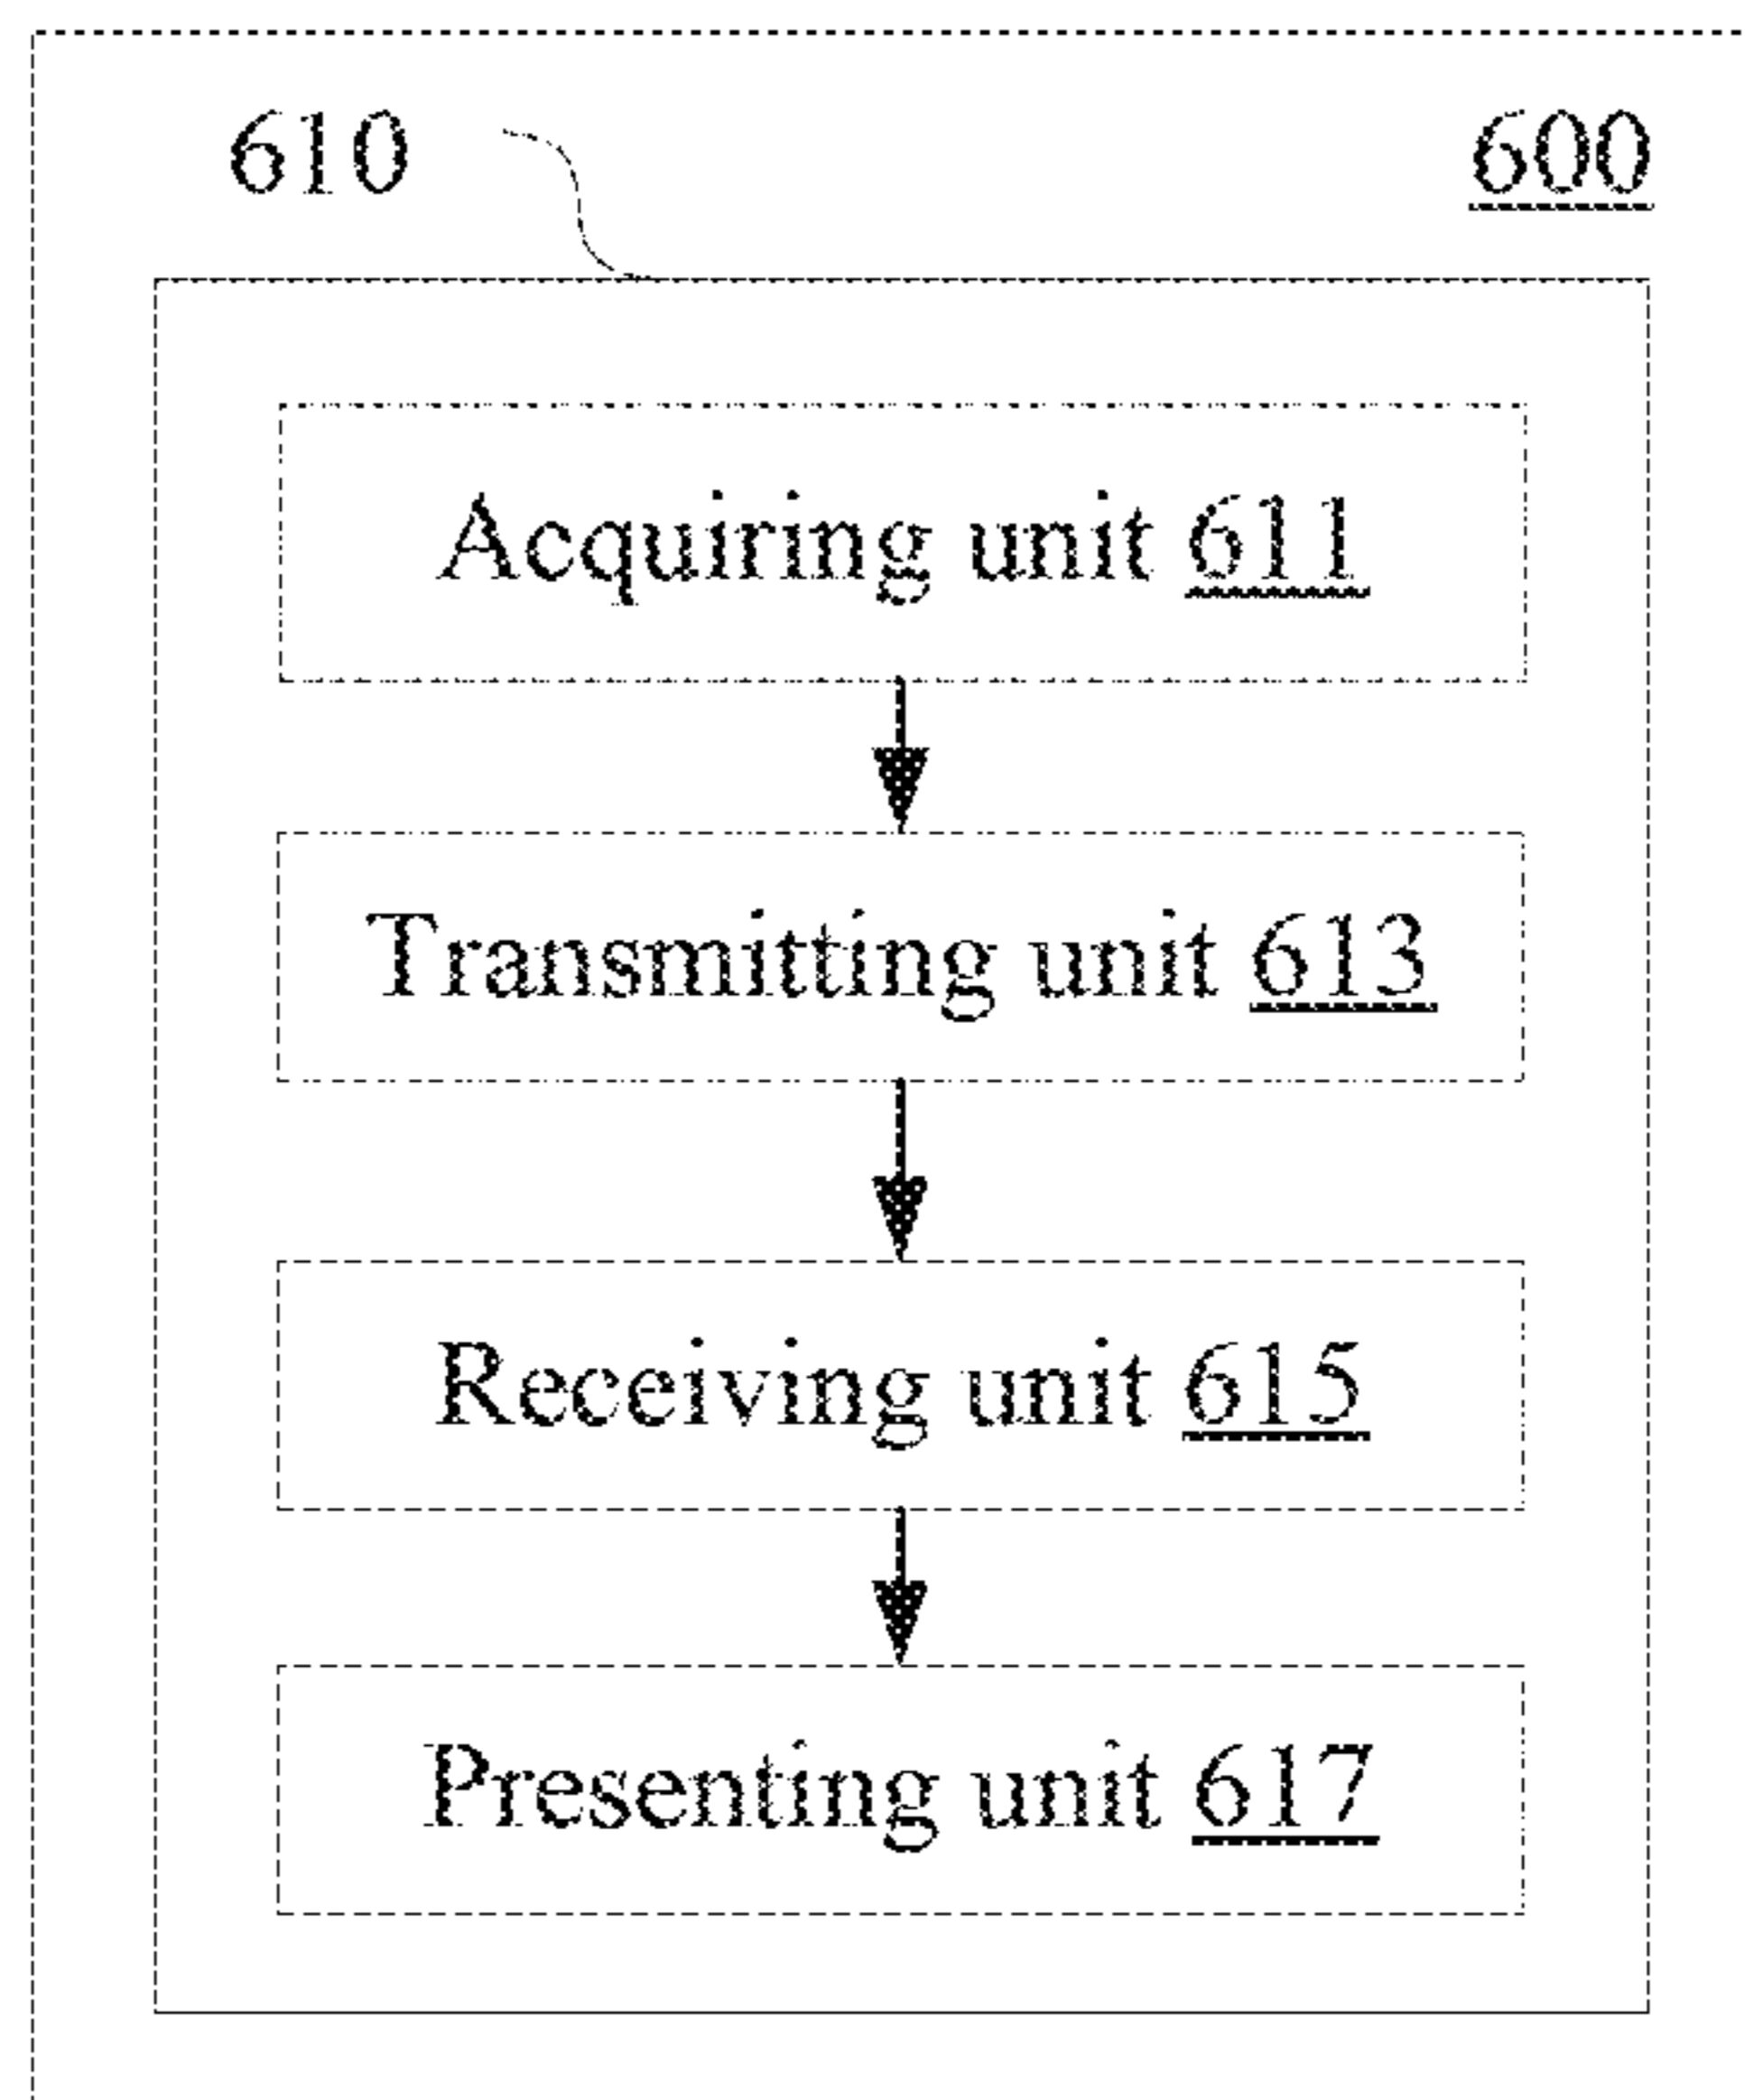 610 600
Acquiring unit 611
Transmitting unit 613
Receiving unit 615
Presenting unit 617